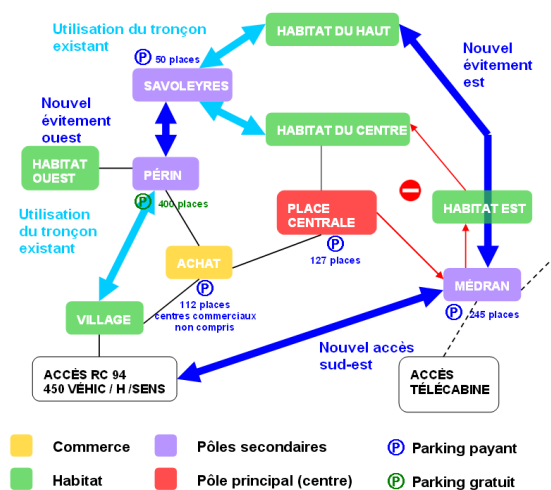 Utilisation du tronçon
existant
HABITAT DU HAUT
Nouvel
évitement
est
P 50 places
SAVOLEYRES
Nouvel
évitement
ouest
HABITAT DU CENTRE
HABITAT
OUEST
PÉRIN
P 400 places
PLACE
CENTRALE
HABITAT EST
Utilisation
du tronçon
existant
P
127 places
ACHAT
MÉDRAN
P
112 places
centres commerciaux
non compris
P 245 places
VILLAGE
Nouvel accès
sud-est
ACCÈS RC 94
450 VÉHIC / H /SENS
ACCÈS
TÉLÉCABINE
Commerce
Pôles secondaires
P Parking payant
Habitat
Pôle principal (centre)
P Parking gratuit